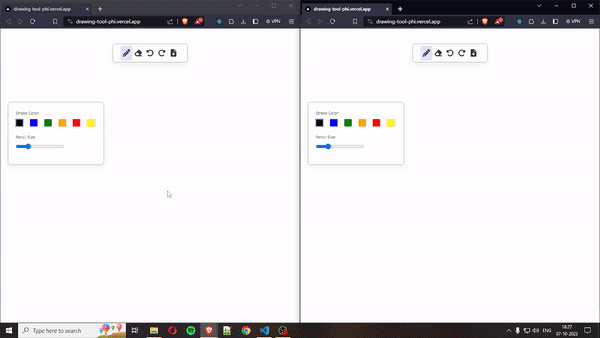 drawing-tool-phi.vercel.app
drawing-tool-phi.vercel.app
VPN
Stroke Color
Pencil Size
drawing-tool-phi.vercel.app
drawing-tool-phi.vercel.app
VPN
Stroke Color
Pencil Size
Type here to search
ENG
18:27
07-10-2023